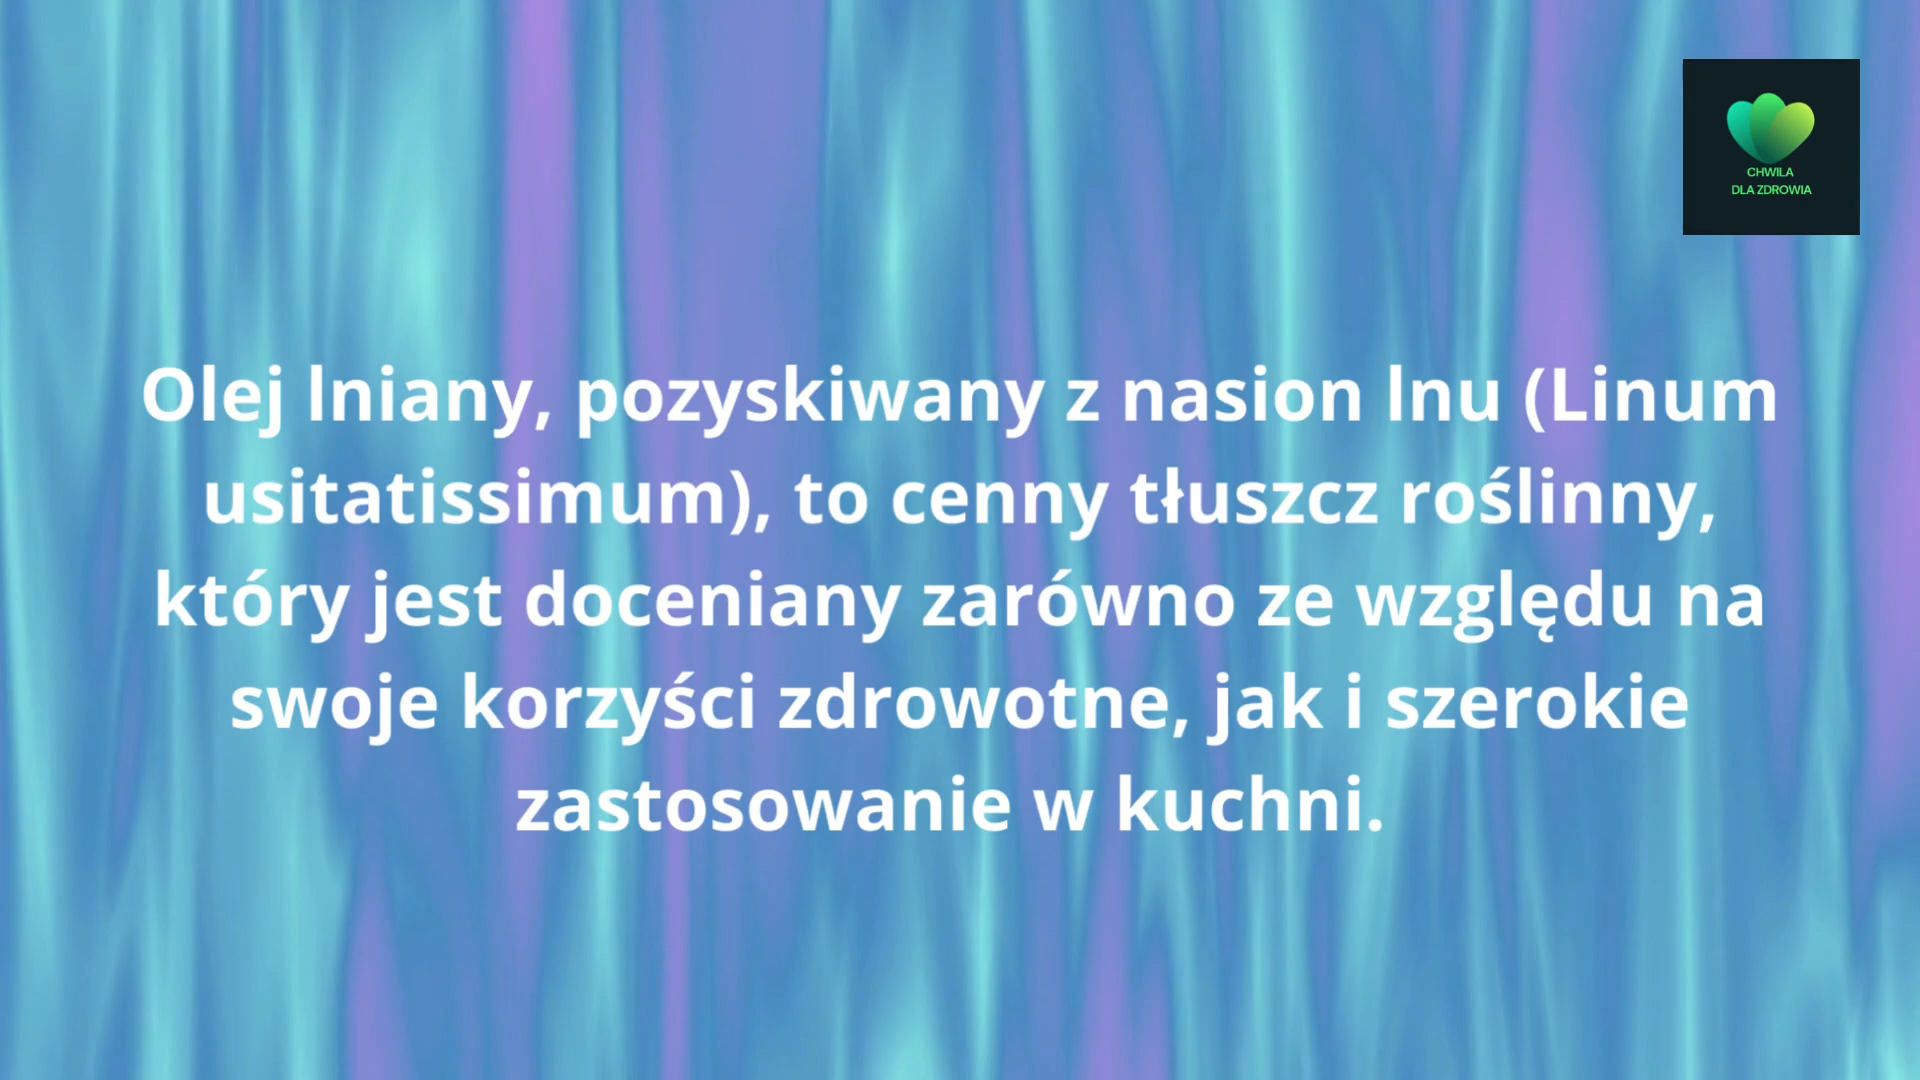 CHWILA
DLA ZDROWIA
Olej lniany, pozyskiwany z nasion lnu (Linum
usitatissimum), to cenny tłuszcz roślinny,
który jest doceniany zarówno ze względu na
swoje korzyści zdrowotne, jak i szerokie
zastosowanie w kuchni.